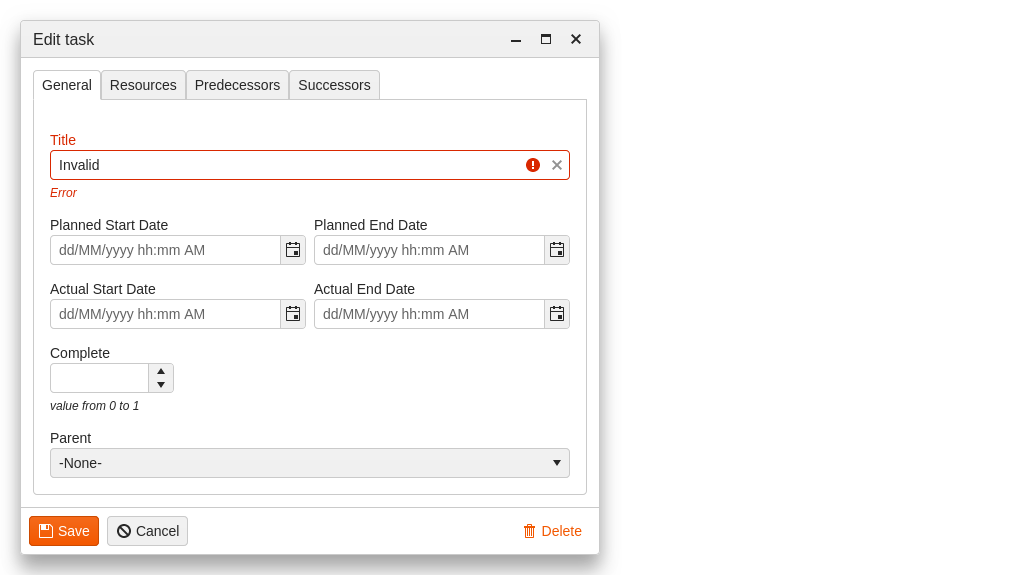 Edit task
General Resources Predecessors Successors
Title
Invalid
Error
Planned Start Date Planned End Date
dd/MM/yyyy hh:mm AM dd/MM/yyyy hh:mm AM
Actual Start Date Actual End Date
dd/MM/yyyy hh:mm AM dd/MM/yyyy hh:mm AM
Complete
value from 0 to 1
Parent
-None-
Save Cancel Delete